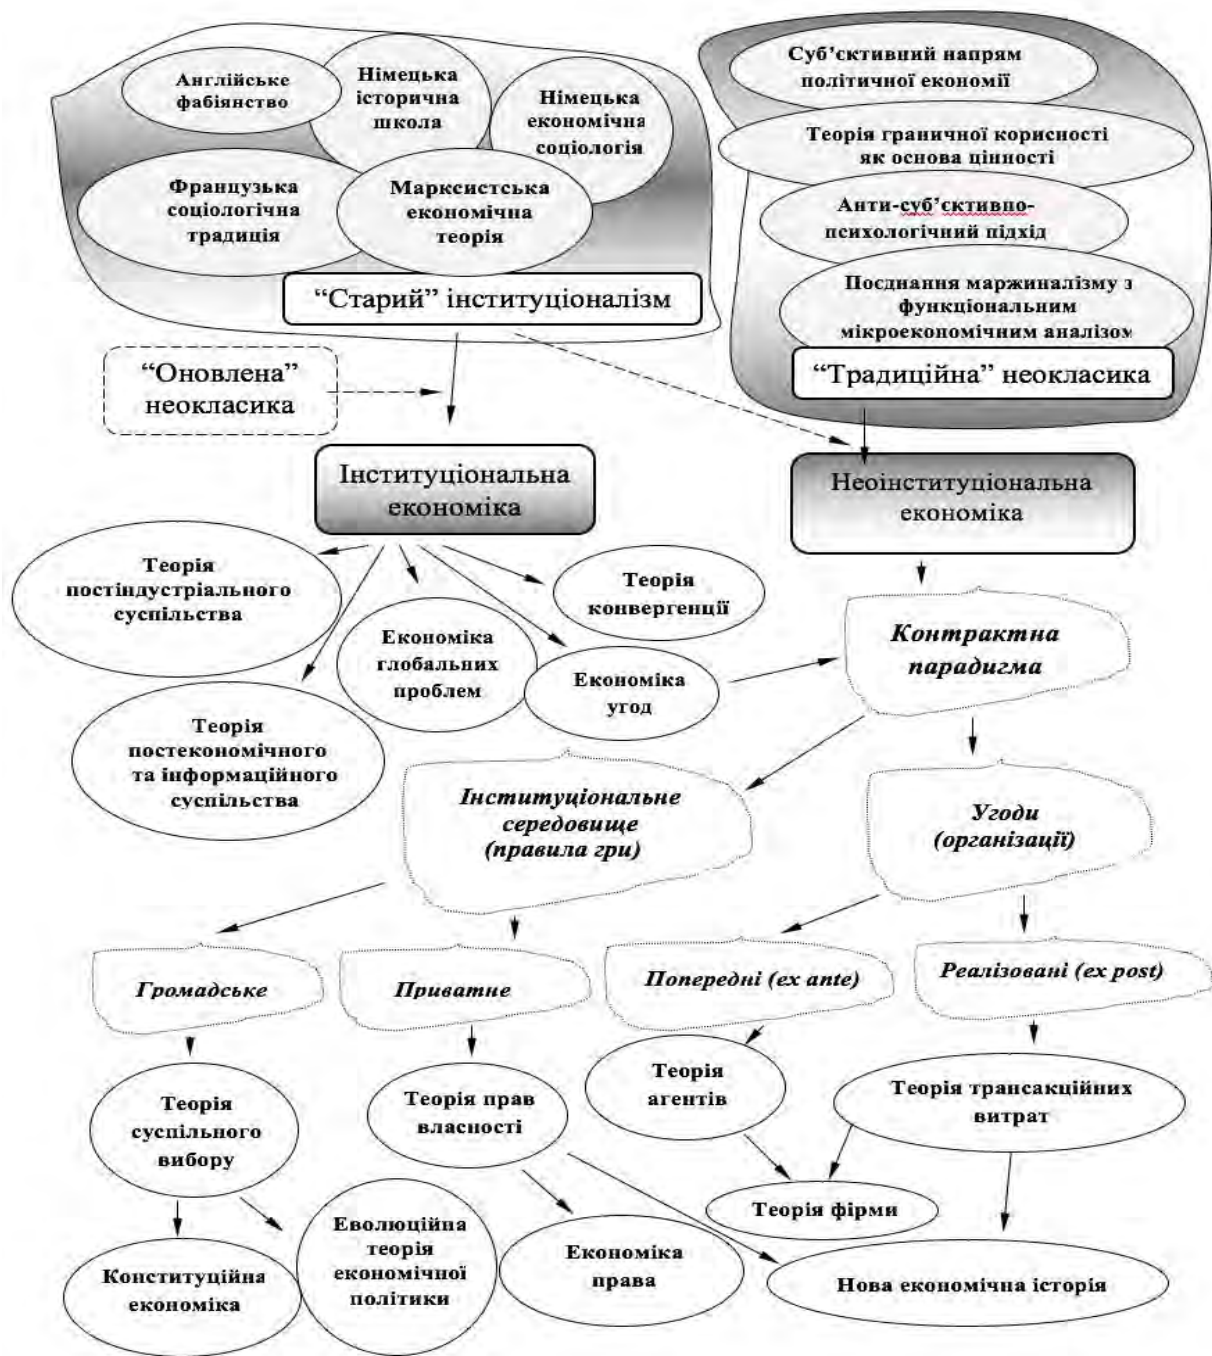 Англійське
фабіянство
Німецька
історична
школа
Німецька
економічна
соціологія
Французька
соціологічна
традиція
Марксистська
економічна
теорія
“Старий” інституціоналізм
Суб’єктивний напрям
політичної економії
Теорія граничної корисності
як основа цінності
Анти-суб’єктивно-
психологічний підхід
Поєднання маржиналізму з
функціональним
мікроекономічним аналізом
“Традиційна” неокласика
“Оновлена”
неокласика
Інституціональна
економіка
Неоінституціональна
економіка
Теорія
постіндустріального
суспільства
Теорія
постекономічного
та інформаційного
суспільства
Економіка
глобальних
проблем
Теорія
конвергенції
Економіка
угод
Контрактна
парадигма
Інституціональне
середовище
(правила гри)
Угоди
(організації)
Громадське
Приватне
Попередні (ex ante)
Реалізовані (ex post)
Теорія
суспільного
вибору
Теорія прав
власності
Теорія
агентів
Теорія трансакційних
витрат
Теорія фірми
Конституційна
економіка
Еволюційна
теорія
економічної
політики
Економіка
права
Нова економічна історія